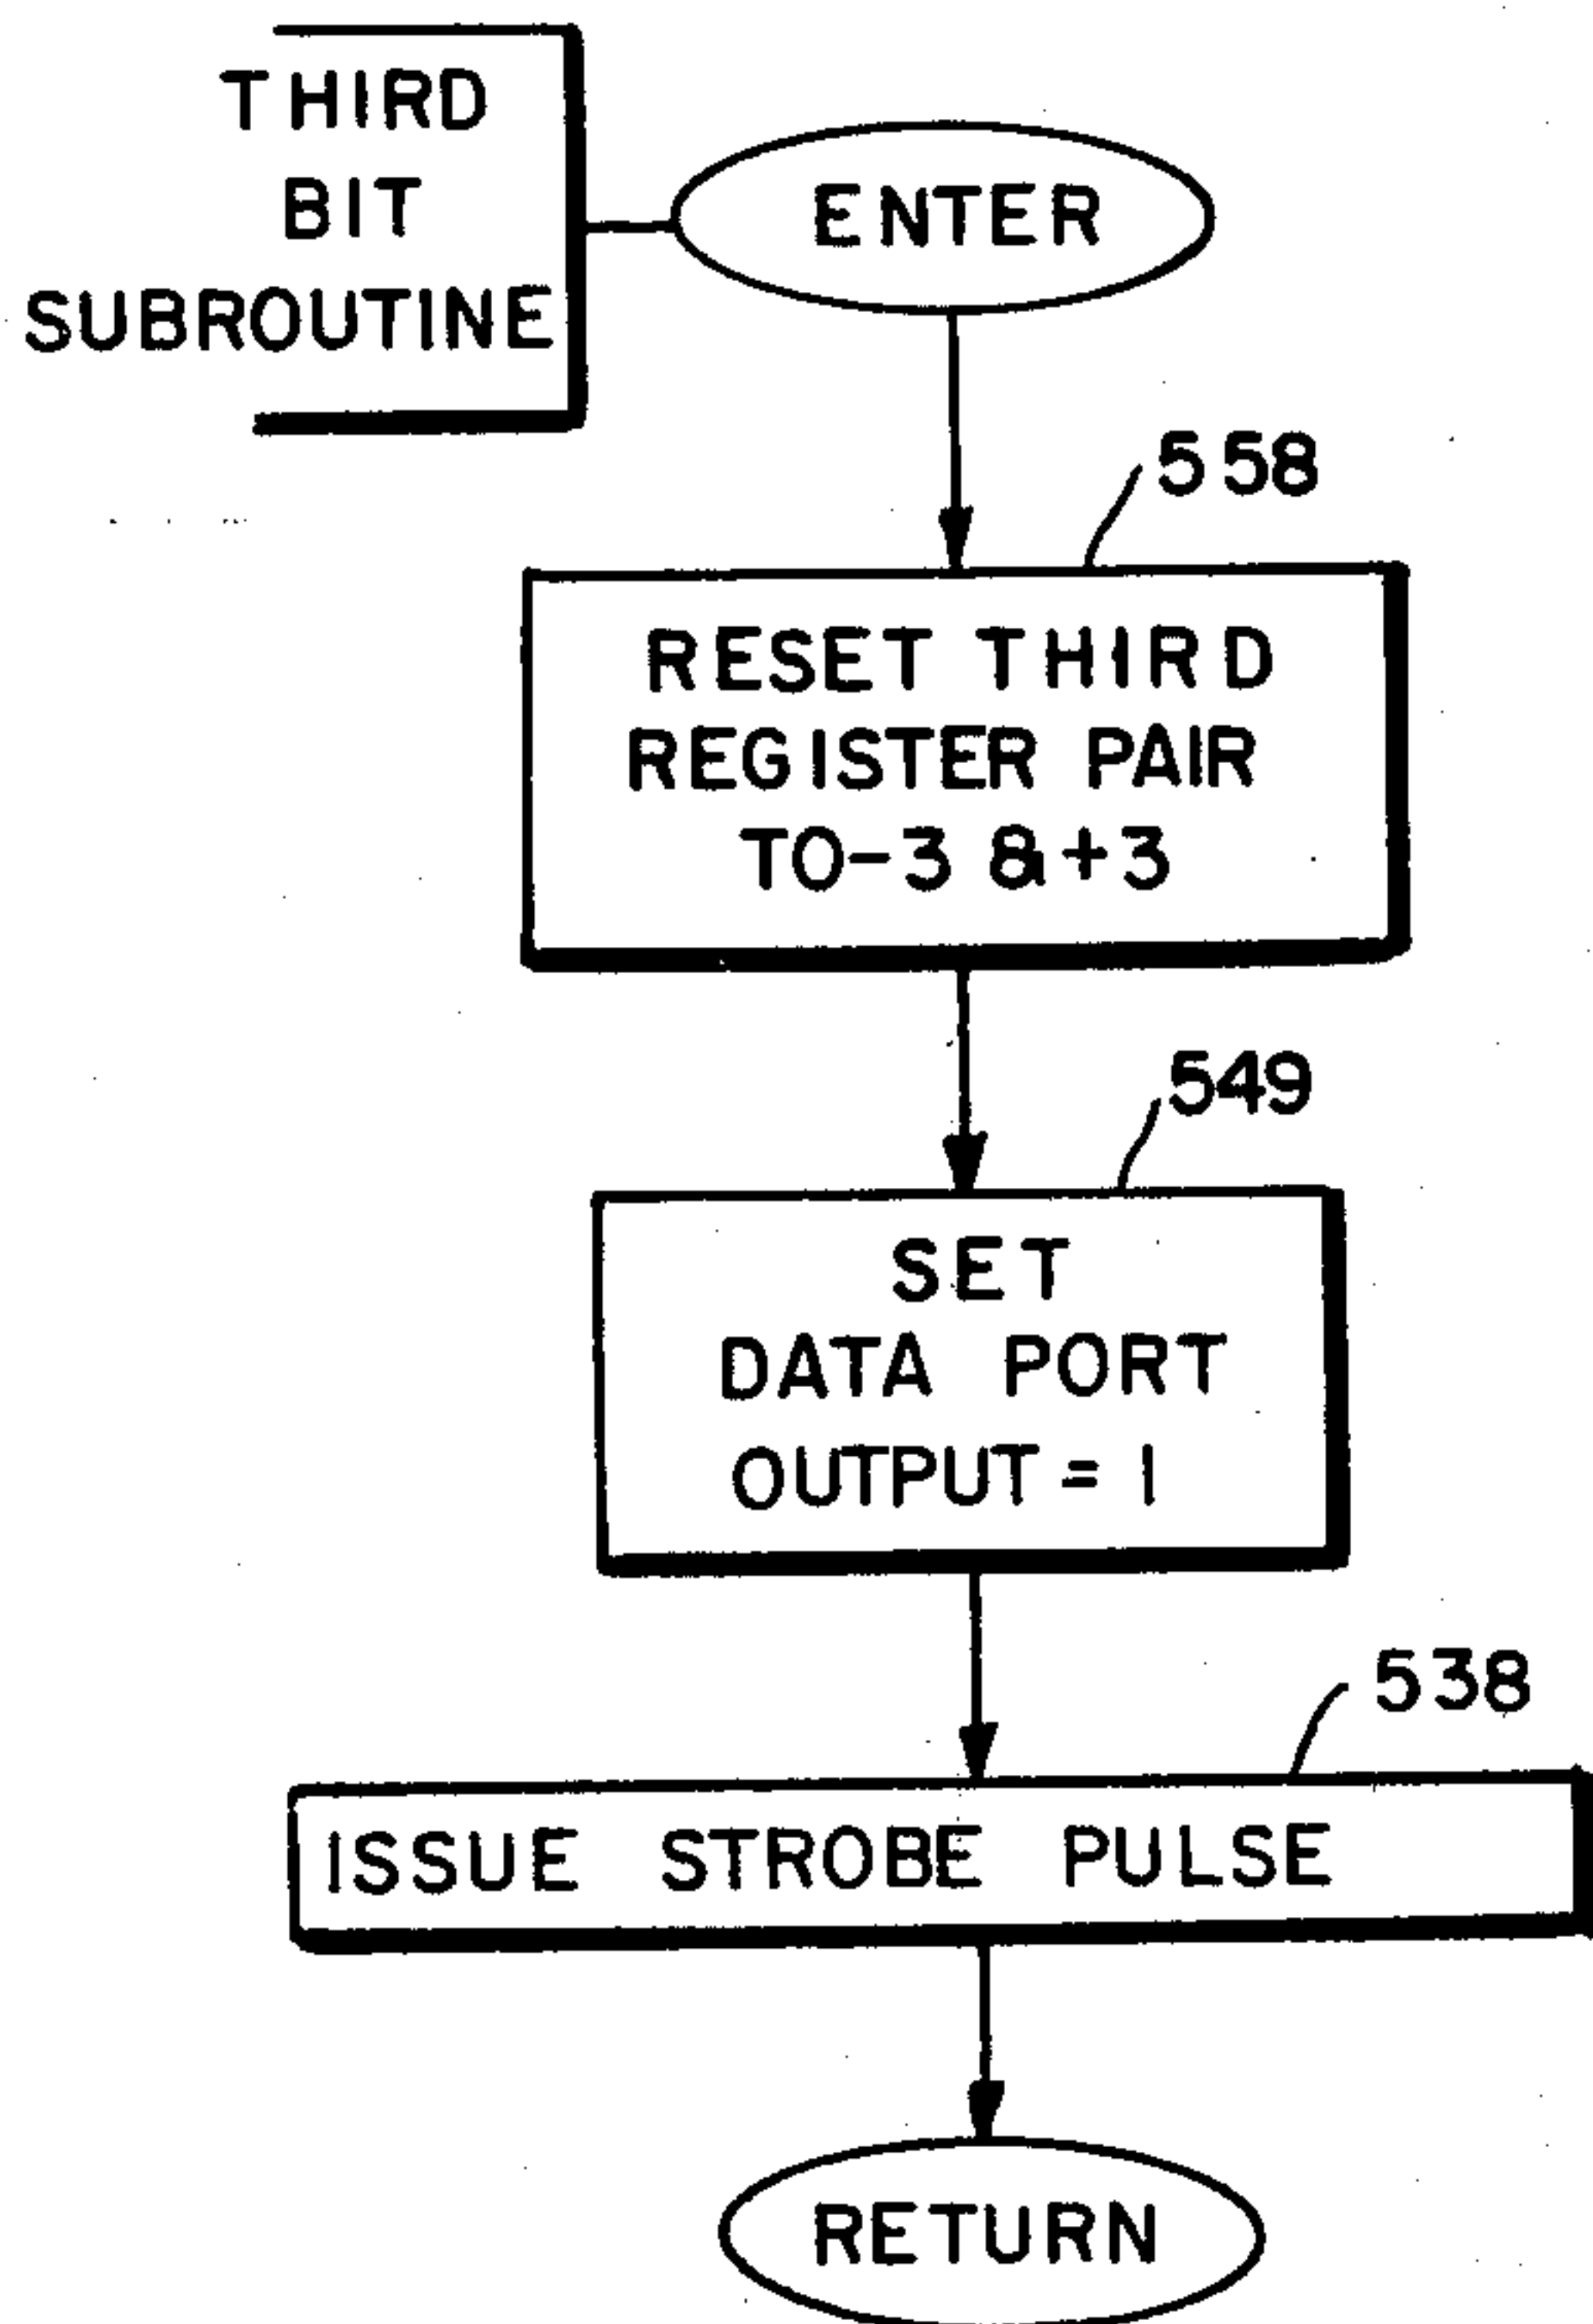 THIRD
BIT
SUBROUTINE
ENTER
558
RESET THIRD
REGISTER PAIR
TO-3 &+3
549
SET
DATA PORT
OUTPUT = 1
538
ISSUE STROBE PULSE
RETURN